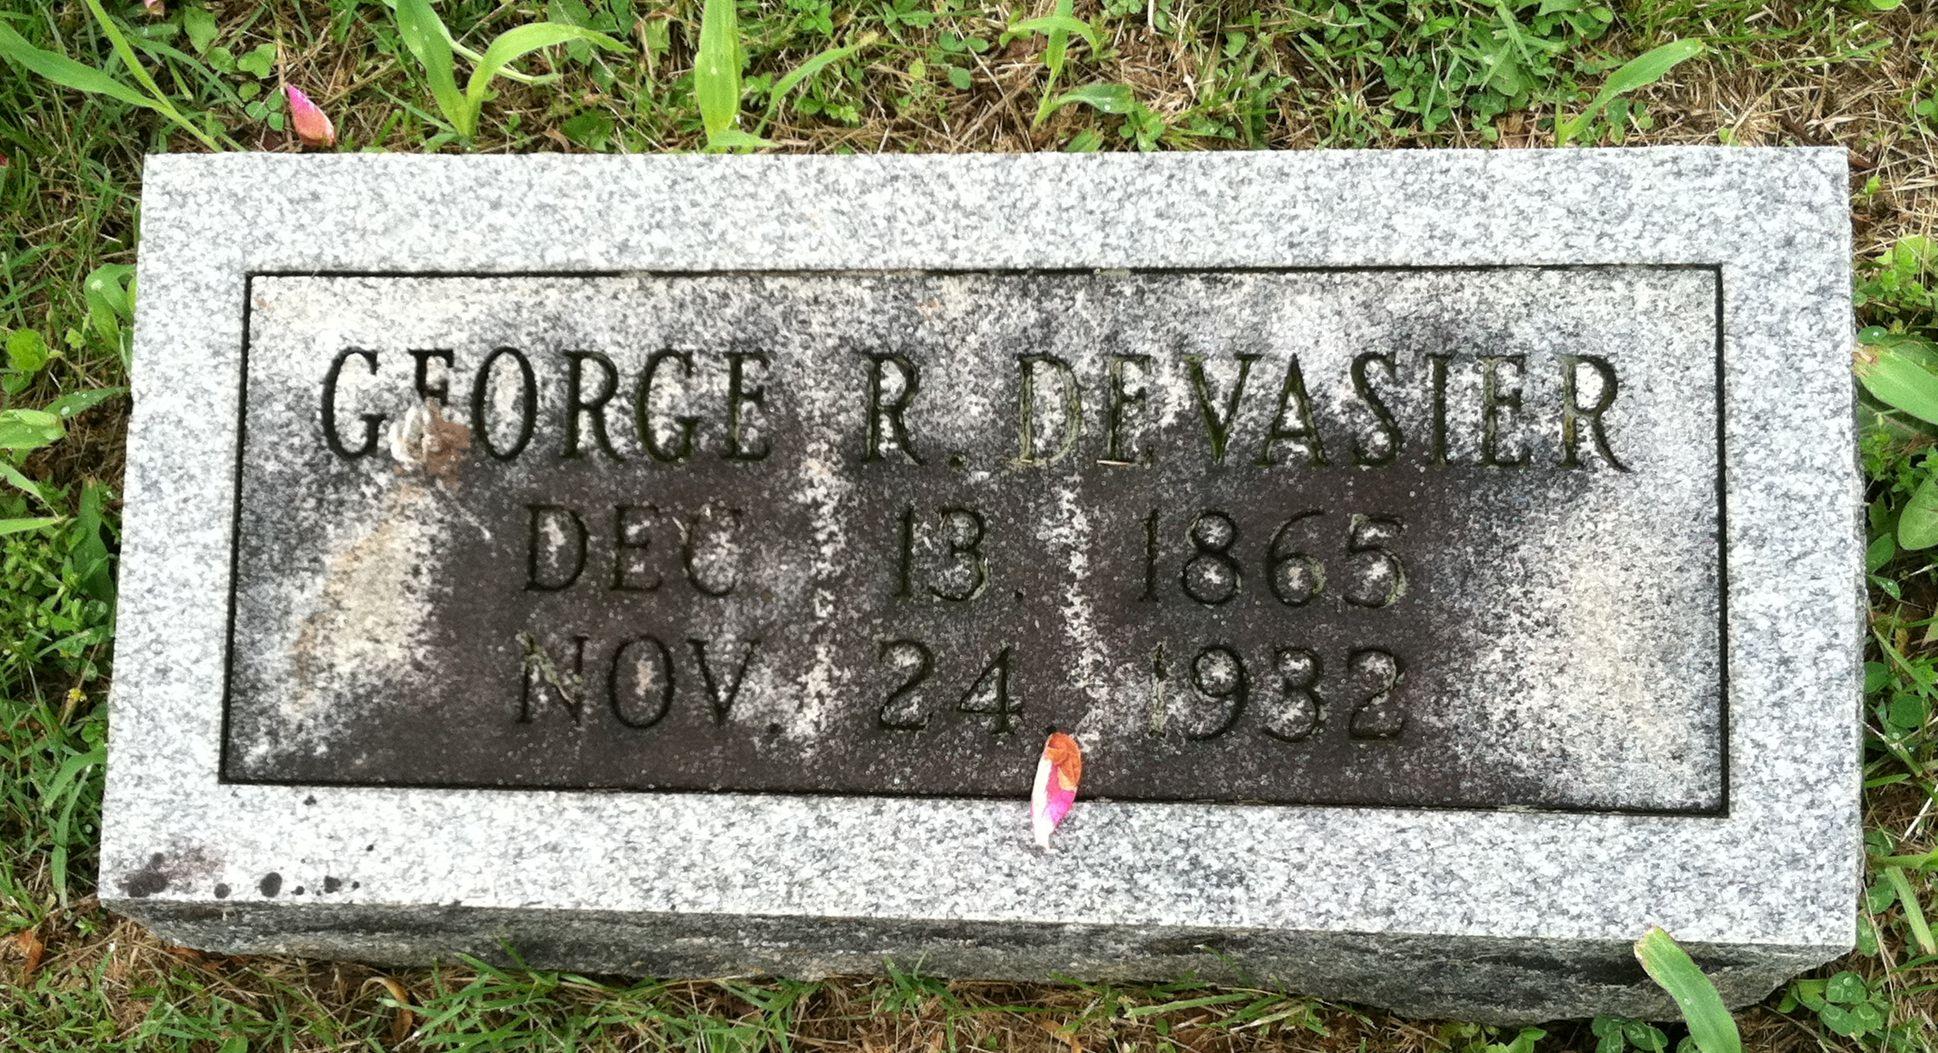 GEORGE R. DEVASIER
DEC. 13. 1865
NOV. 24. 1932